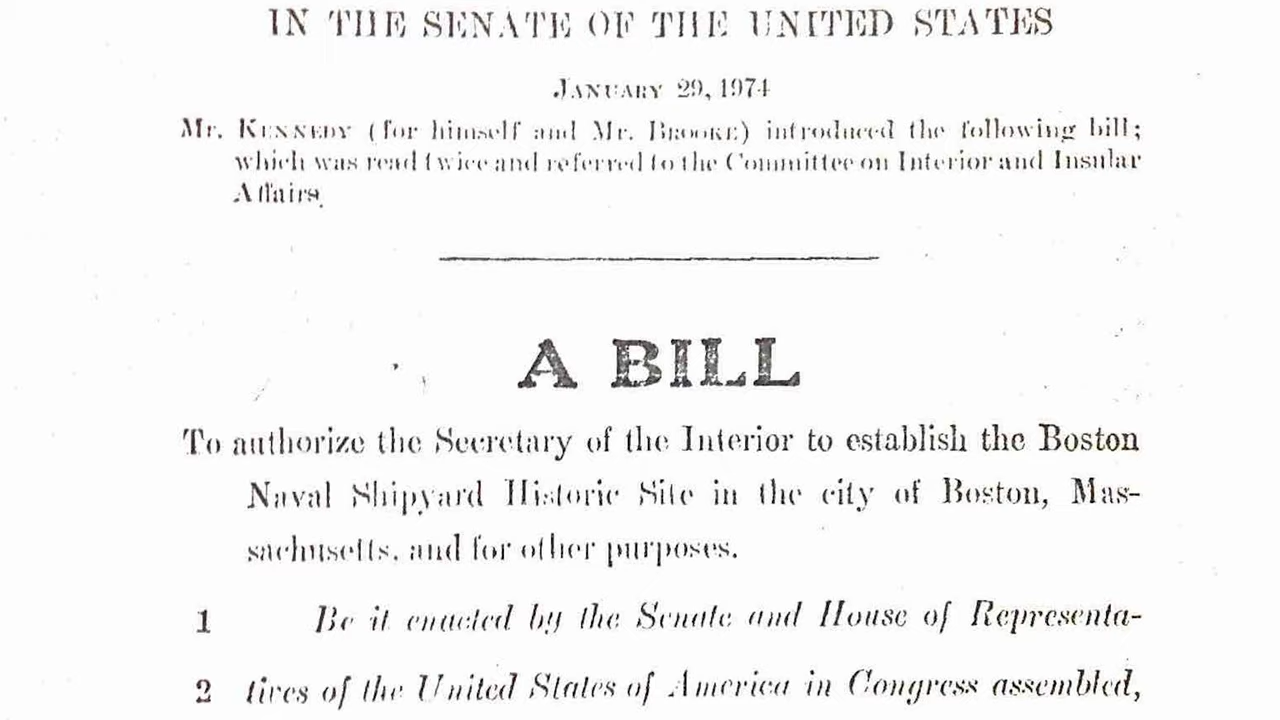 IN THE SENATE OF THE UNITED STATES
JANUARY 29, 1974
Mr. KENNEDY (for himself and Mr. BROOKE) introduced the following bill;
which was read twice and referred to the Committee on Interior and Insular
Affairs.
A BILL
To authorize the Secretary of the Interior to establish the Boston
Naval Shipyard Historic Site in the city of Boston, Mas-
sachusetts, and for other purposes.
1 Be it enacted by the Senate and House of Representa-
2 tives of the United States of America in Congress assembled,